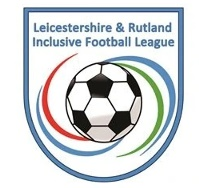 Leicestershire & Rutland
Inclusive Football League